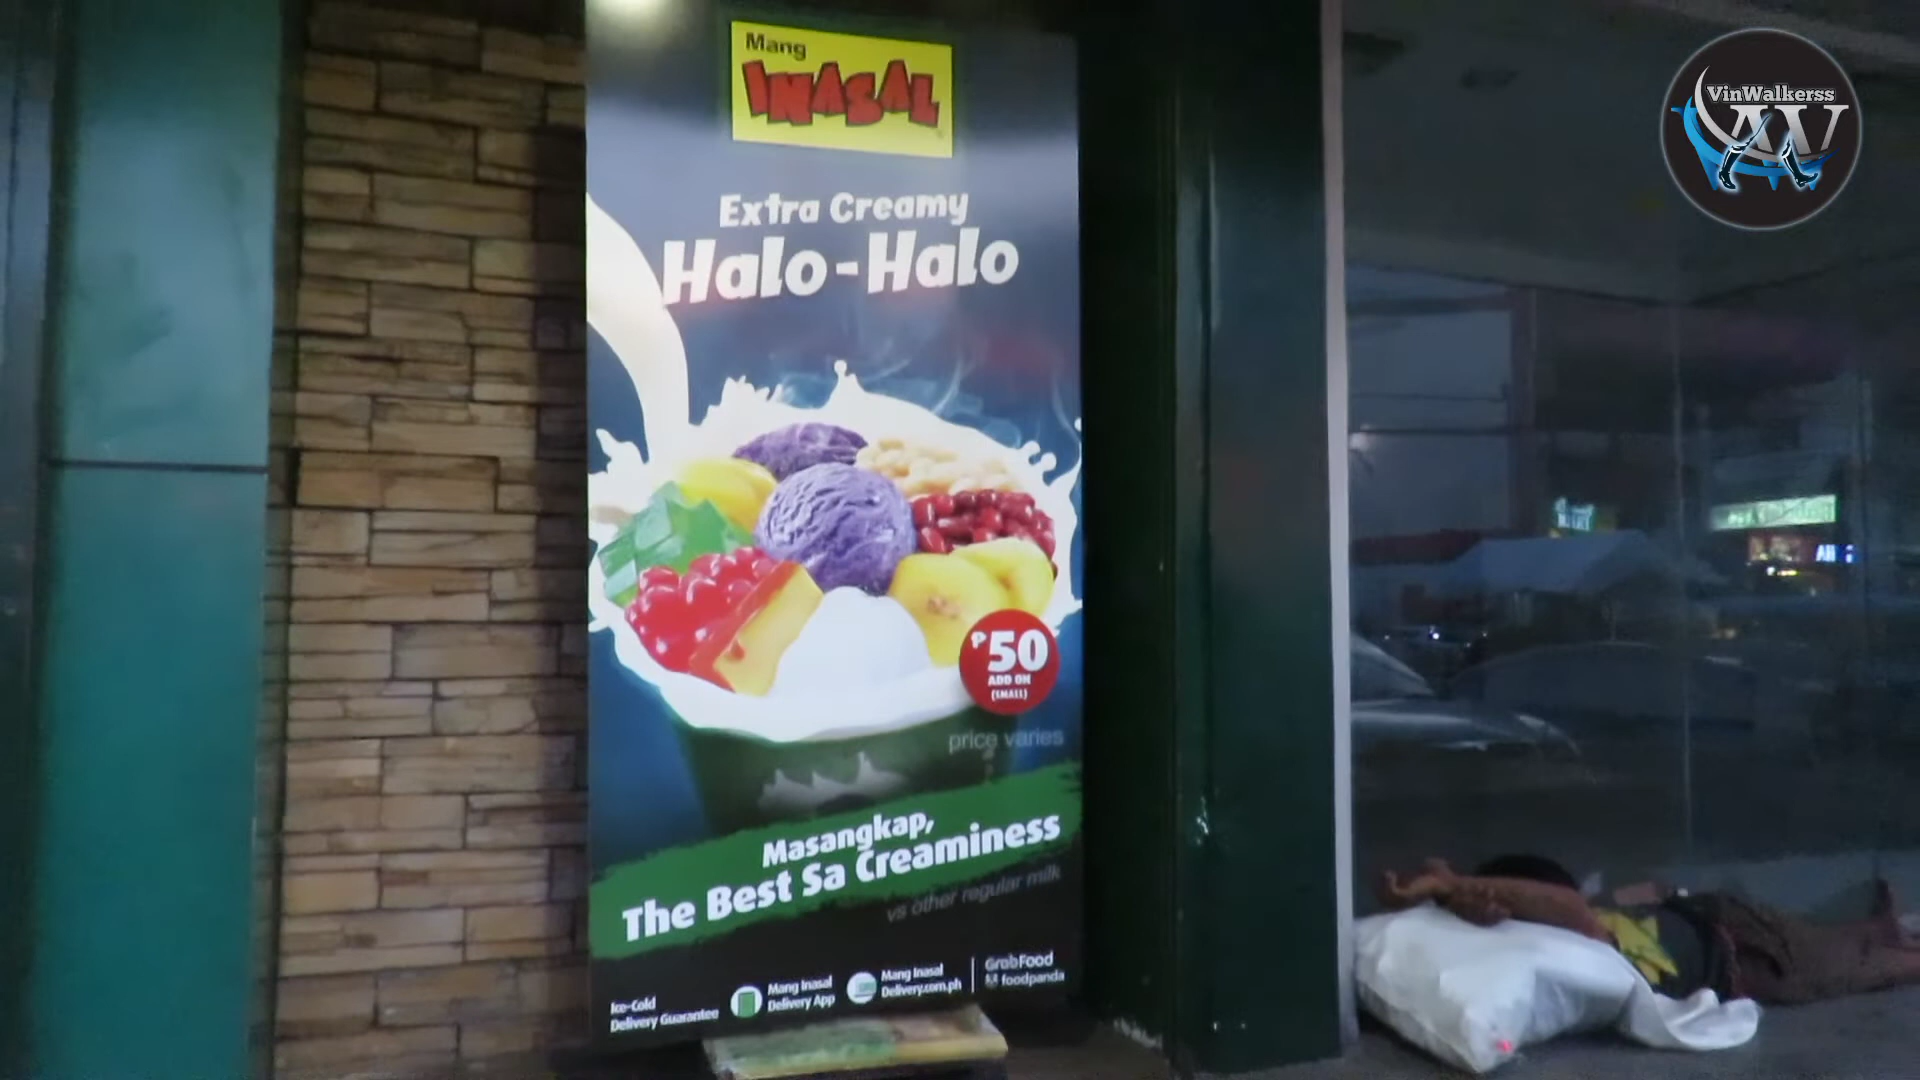 Mang
INASAL
Extra Creamy
Halo-Halo
₱50
ADD ON
(SMALL)
price varies
Masangkap,
The Best Sa Creaminess
vs other regular milk
Ice-Cold
Delivery Guarantee
Mang Inasal
Delivery App
Mang Inasal
Delivery.com.ph
GrabFood
foodpanda
VinWalkerss